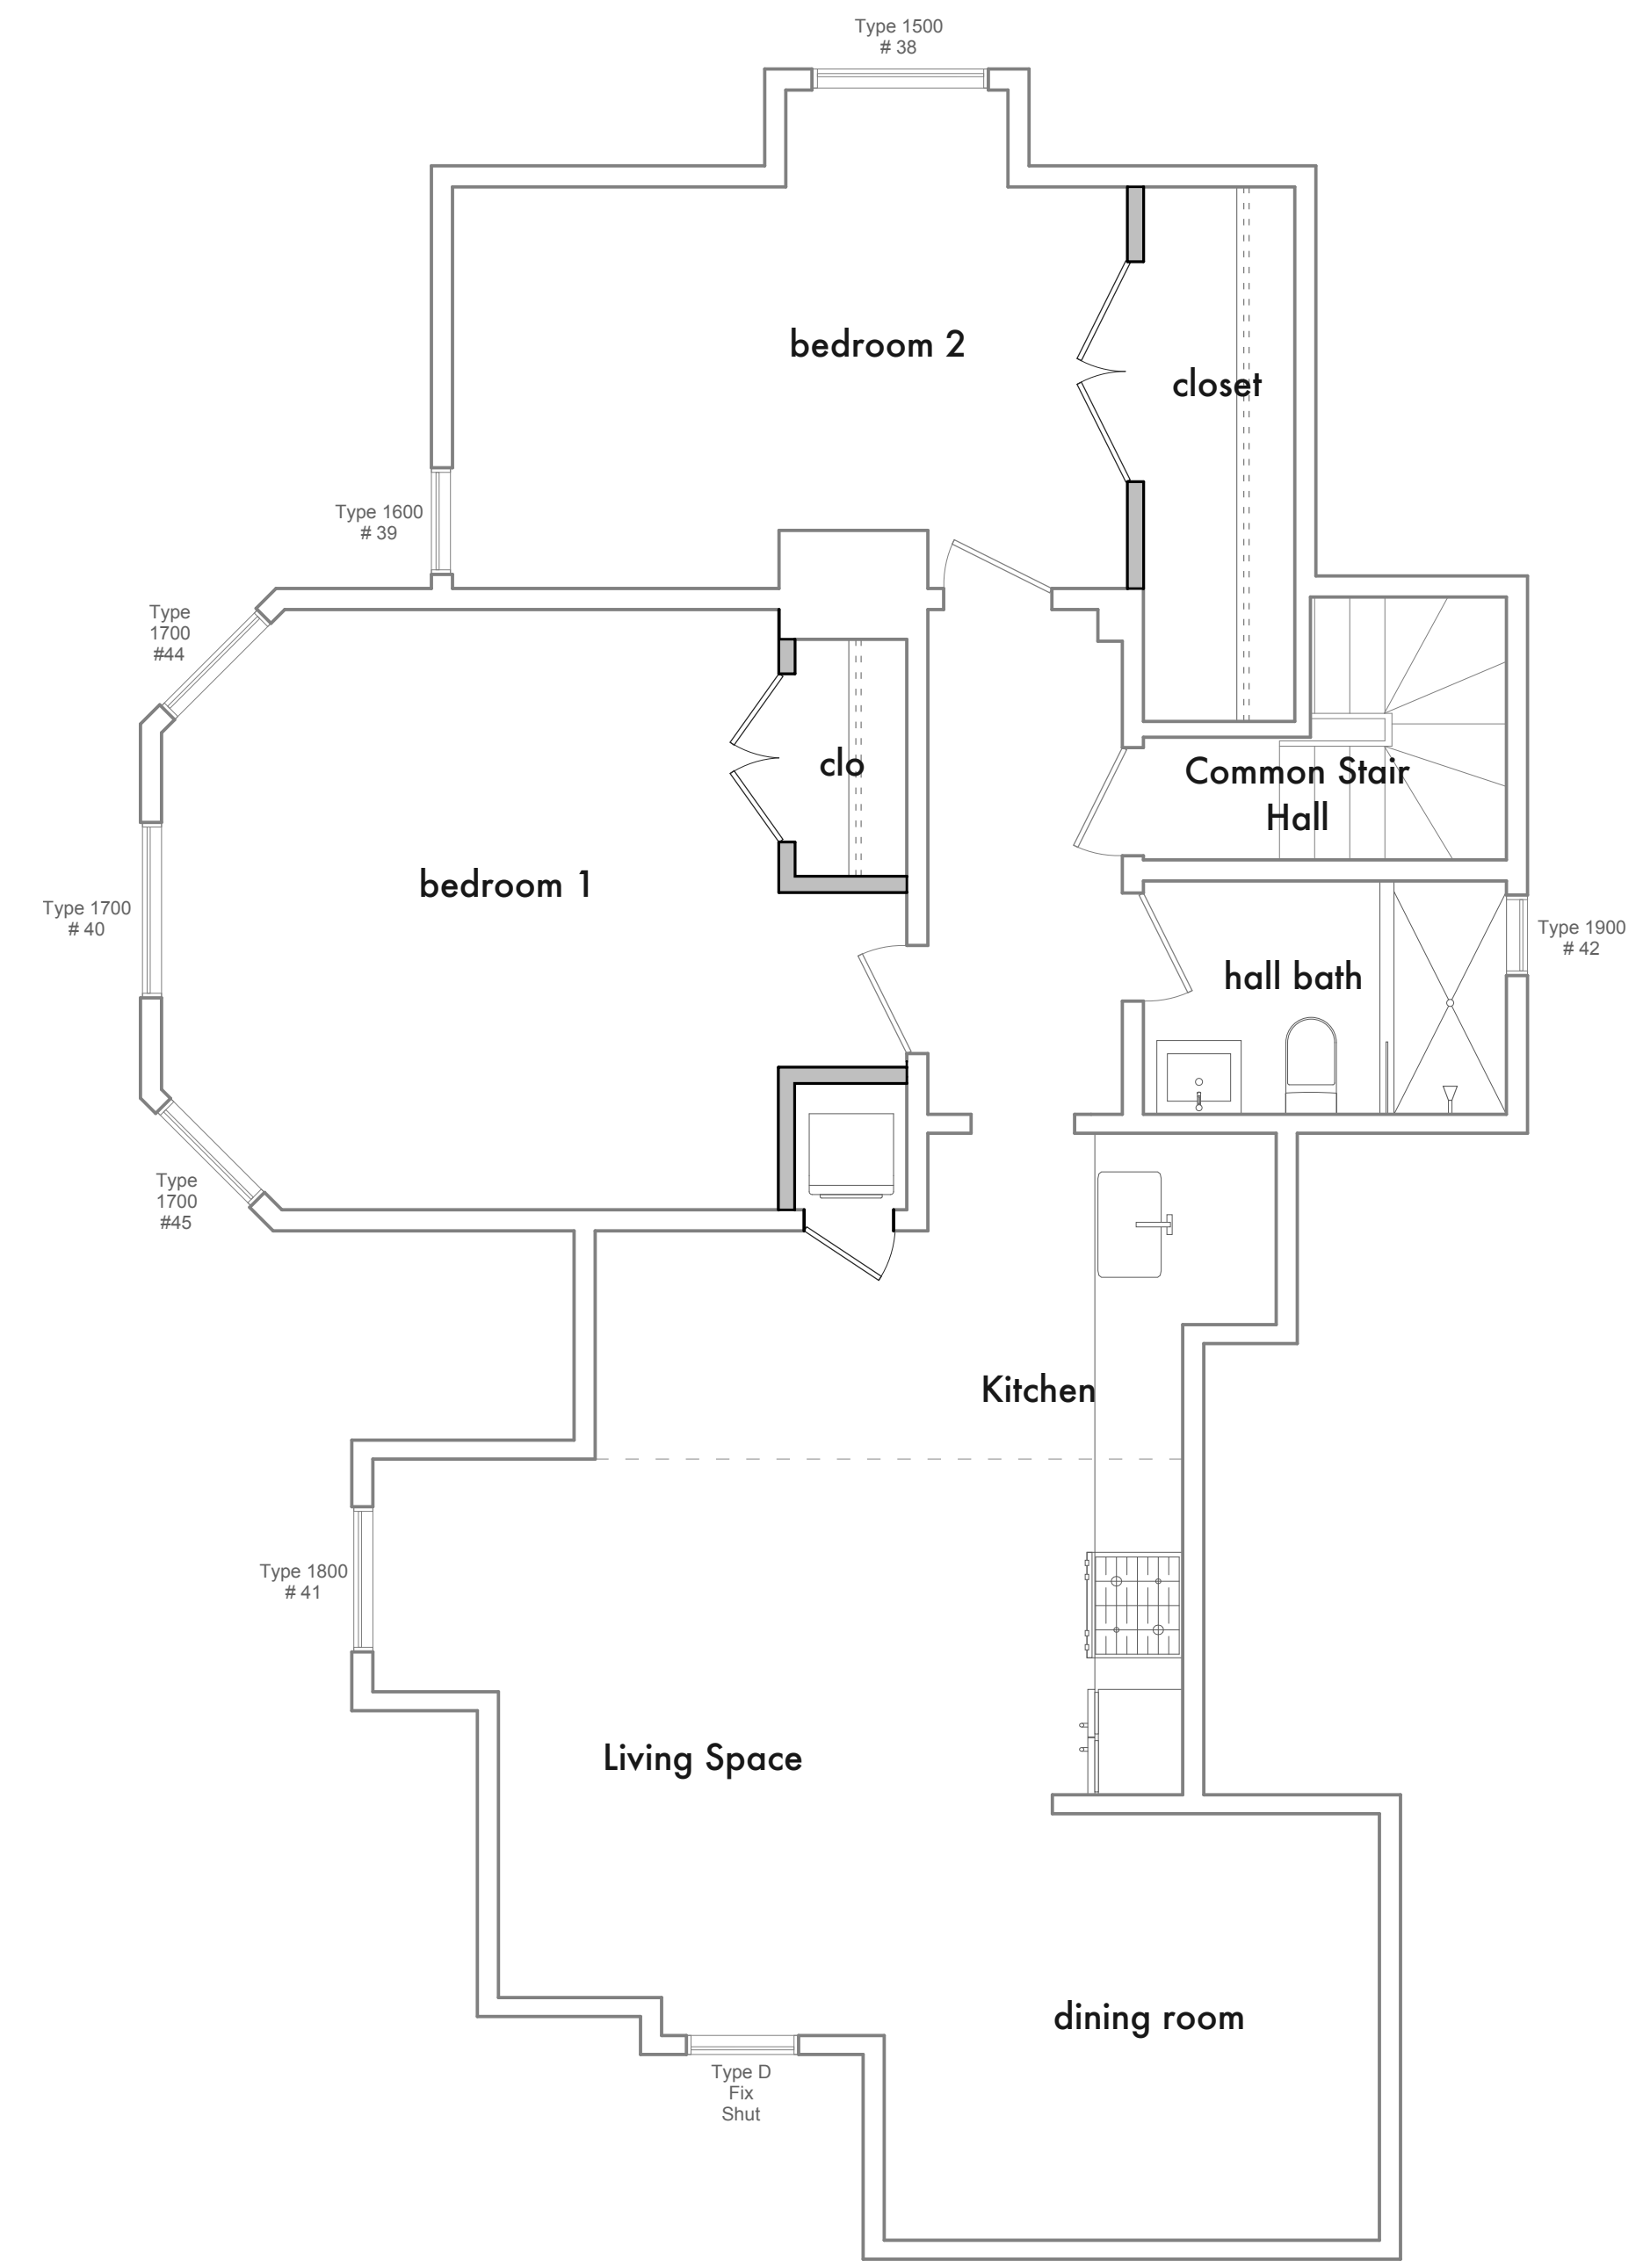 Type 1500
# 38
bedroom 2
closet
Type 1600
# 39
Type
1700
#44
clo
Common Stair
Hall
bedroom 1
Type 1700
# 40
Type 1900
# 42
hall bath
Type
1700
#45
Kitchen
Type 1800
# 41
Living Space
dining room
Type D
Fix
Shut